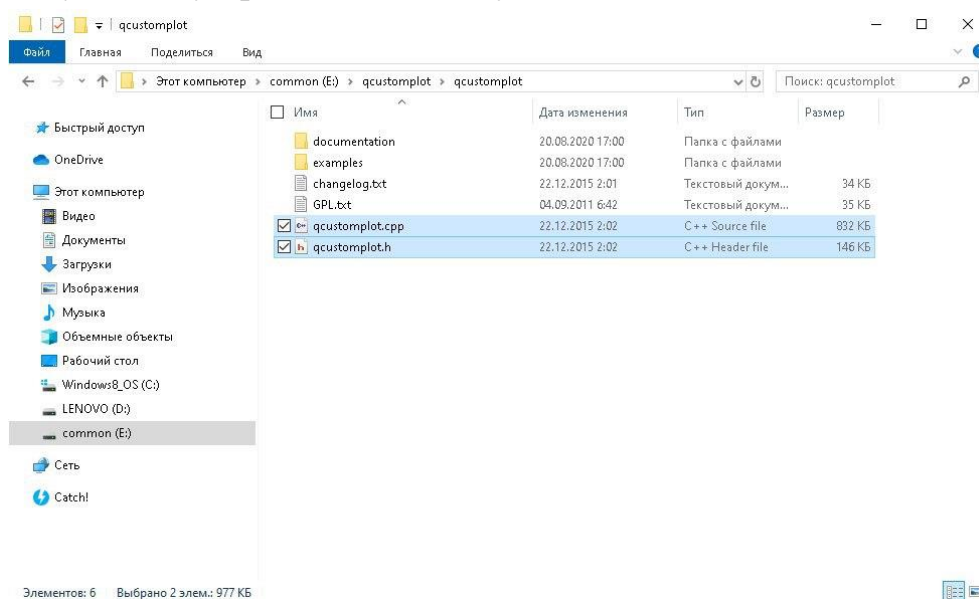 qcustomplot
Файл Главная Поделиться Вид
Этот компьютер > common (E:) > qcustomplot > qcustomplot
Поиск: qcustomplot
Имя Дата изменения Тип Размер
Быстрый доступ
OneDrive
Этот компьютер
Видео
Документы
Загрузки
Изображения
Музыка
Объемные объекты
Рабочий стол
Windows8_OS (C:)
LENOVO (D:)
common (E:)
Сеть
Catch!
documentation 20.08.2020 17:00 Папка с файлами
examples 20.08.2020 17:00 Папка с файлами
changelog.txt 22.12.2015 2:01 Текстовый докум... 34 КБ
GPL.txt 04.09.2011 6:42 Текстовый докум... 35 КБ
qcustomplot.cpp 22.12.2015 2:02 C++ Source file 832 КБ
qcustomplot.h 22.12.2015 2:02 C++ Header file 146 КБ
Элементов: 6 Выбрано 2 элем.: 977 КБ